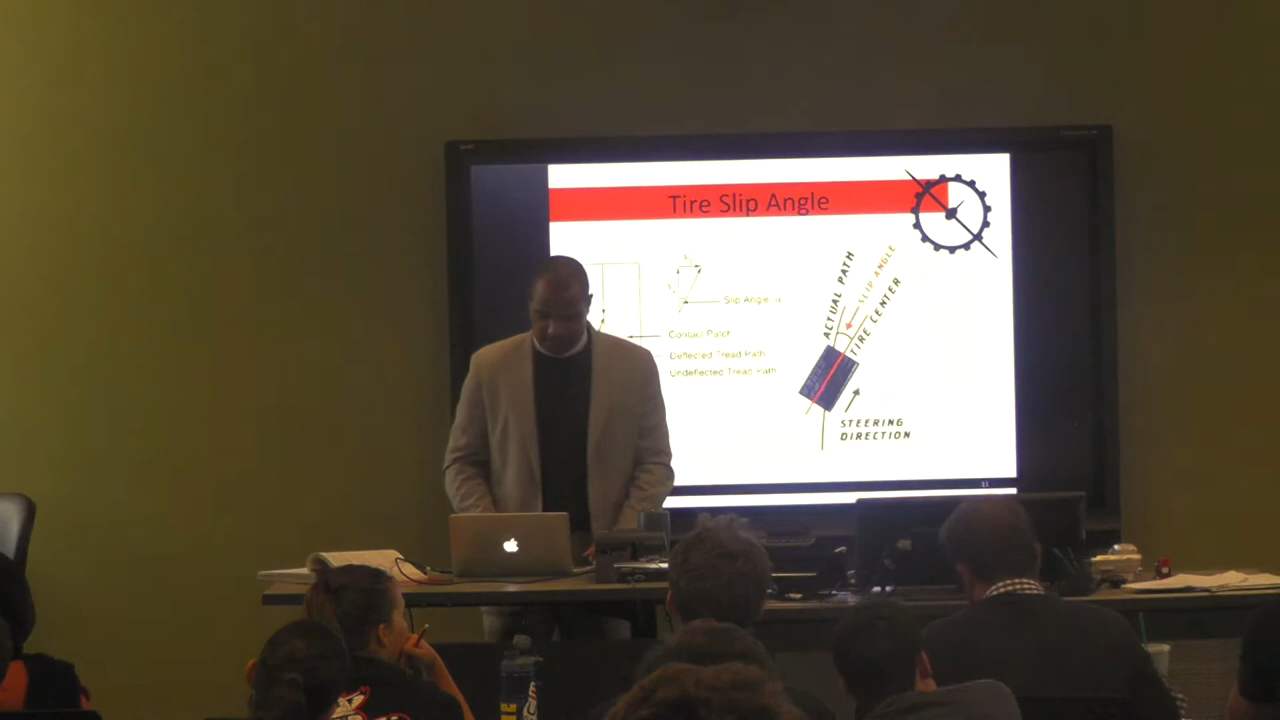 Tire Slip Angle
Slip Angle, α
Contact Patch
Deflected Tread Path
Undeflected Tread Path
ACTUAL PATH
SLIP ANGLE
TIRE CENTER
STEERING
DIRECTION
11